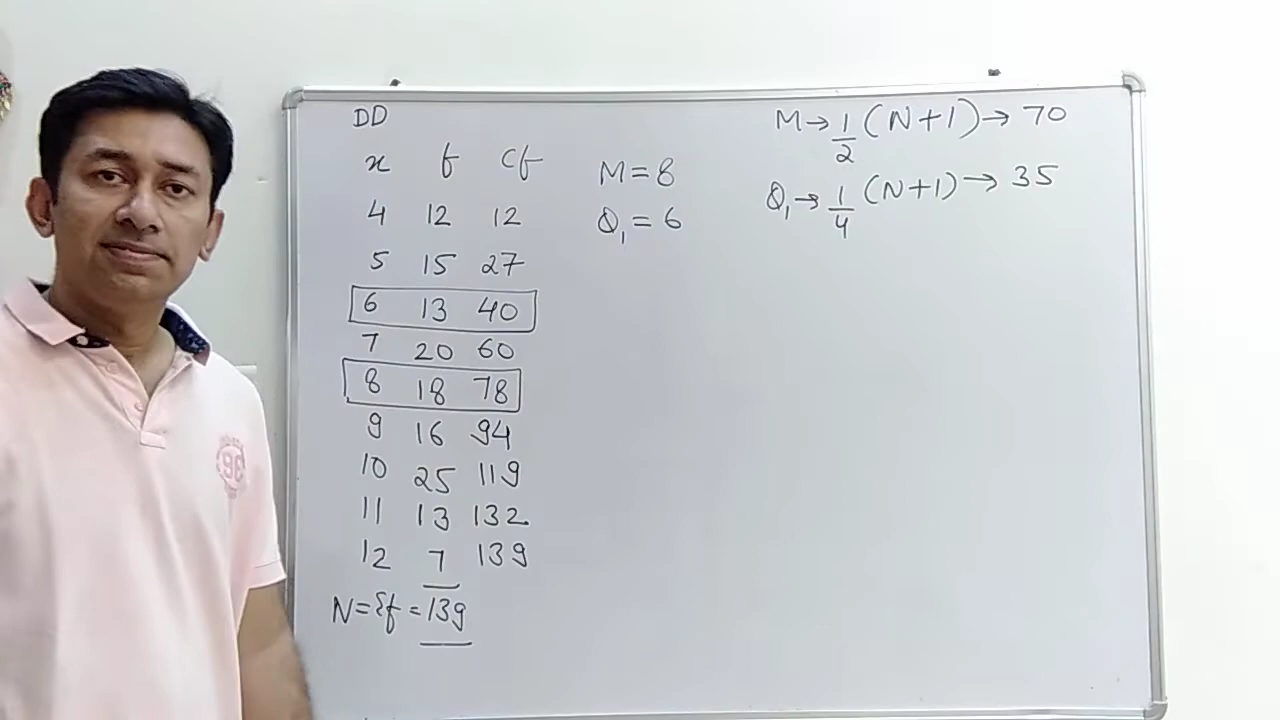 DD
x f cf
4 12 12
5 15 27
6 13 40
7 20 60
8 18 78
9 16 94
10 25 119
11 13 132
12 7 139
N=Σf=139
M=8
Q₁=6
M→1/2(N+1)→70
Q₁→1/4(N+1)→35
96